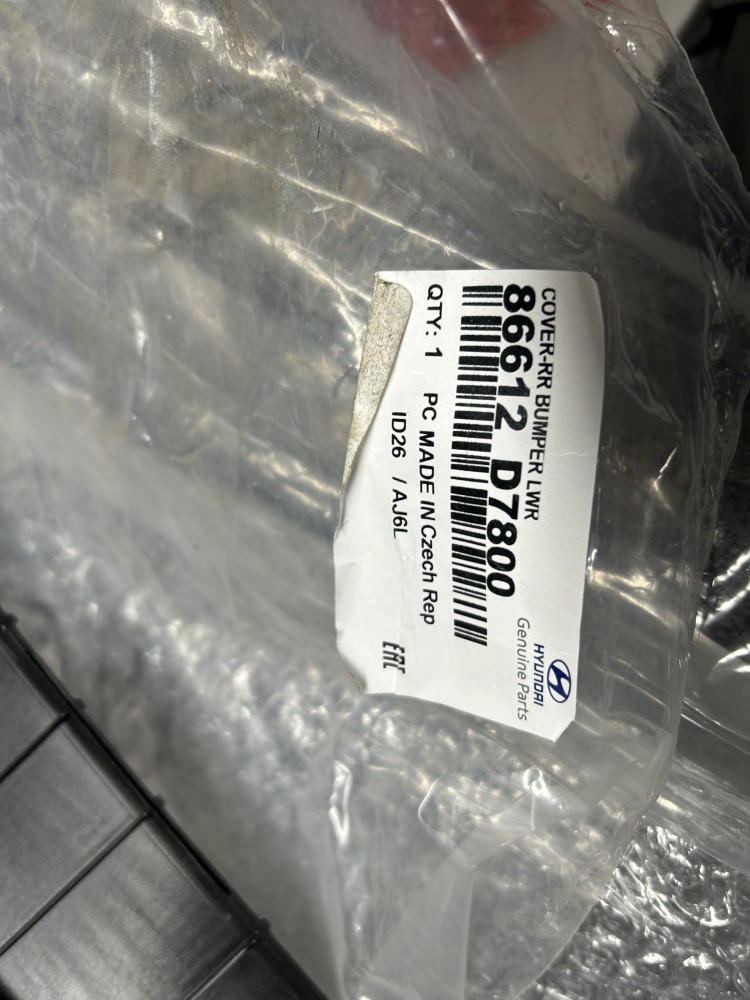 COVER-RR BUMPER LWR
86612 D7800
HYUNDAI
Genuine Parts
QTY: 1 PC MADE IN Czech Rep
ID26 / AJ6L
EAC